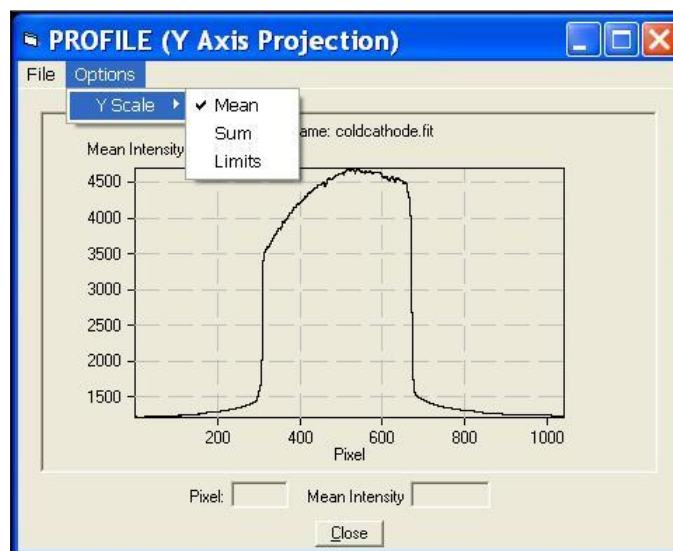 PROFILE (Y Axis Projection)
File Options
Y Scale
Mean
Sum
Limits
ame: coldcathode.fit
Mean Intensity
4500
4000
3500
3000
2500
2000
1500
200 400 600 800 1000
Pixel
Pixel: Mean Intensity
Close